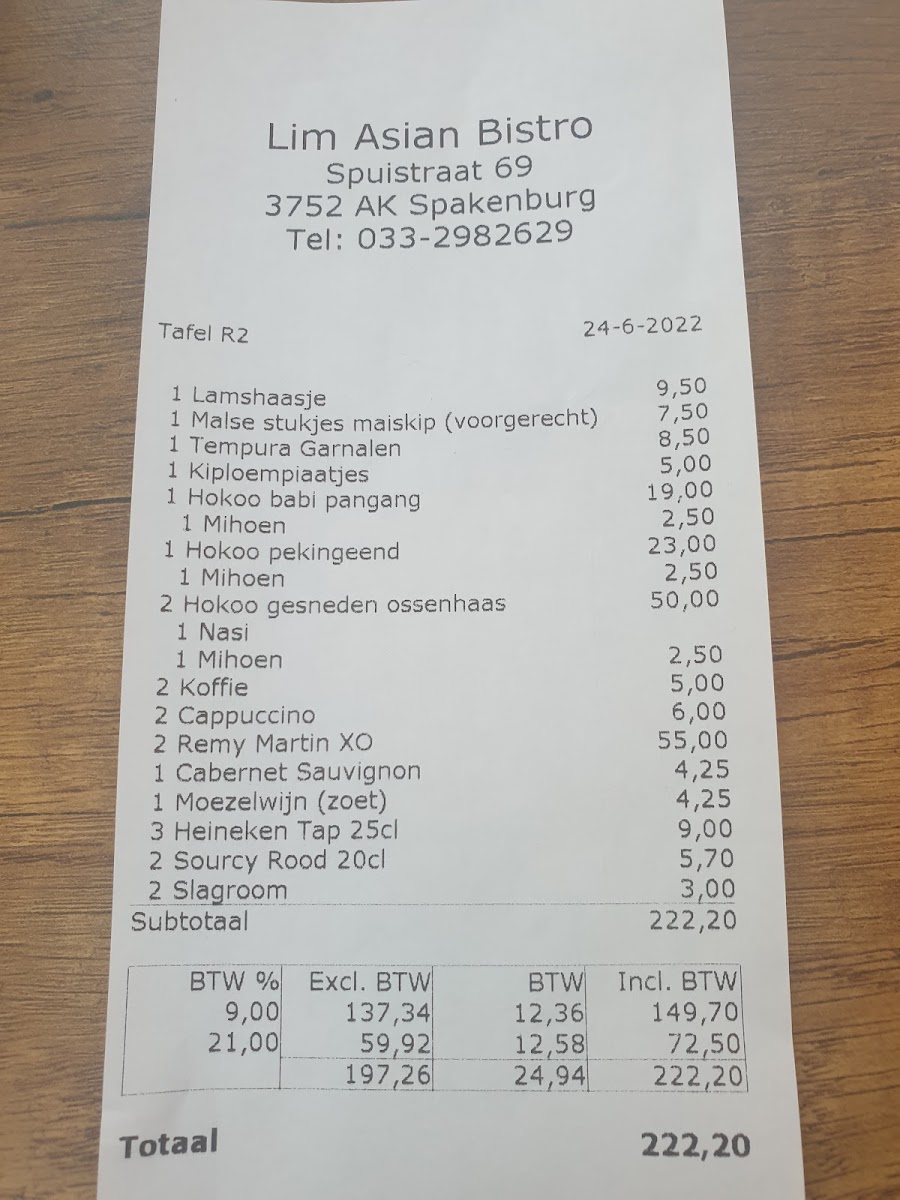 Lim Asian Bistro
Spuistraat 69
3752 AK Spakenburg
Tel: 033-2982629
Tafel R2 24-6-2022
1 Lamshaasje 9,50
1 Malse stukjes maiskip (voorgerecht) 7,50
1 Tempura Garnalen 8,50
1 Kiploempiaatjes 5,00
1 Hokoo babi pangang 19,00
1 Mihoen 2,50
1 Hokoo pekingeend 23,00
1 Mihoen 2,50
2 Hokoo gesneden ossenhaas 50,00
1 Nasi
1 Mihoen 2,50
2 Koffie 5,00
2 Cappuccino 6,00
2 Remy Martin XO 55,00
1 Cabernet Sauvignon 4,25
1 Moezelwijn (zoet) 4,25
3 Heineken Tap 25cl 9,00
2 Sourcy Rood 20cl 5,70
2 Slagroom 3,00
Subtotaal 222,20
BTW % Excl. BTW BTW Incl. BTW
9,00 137,34 12,36 149,70
21,00 59,92 12,58 72,50
197,26 24,94 222,20
Totaal 222,20